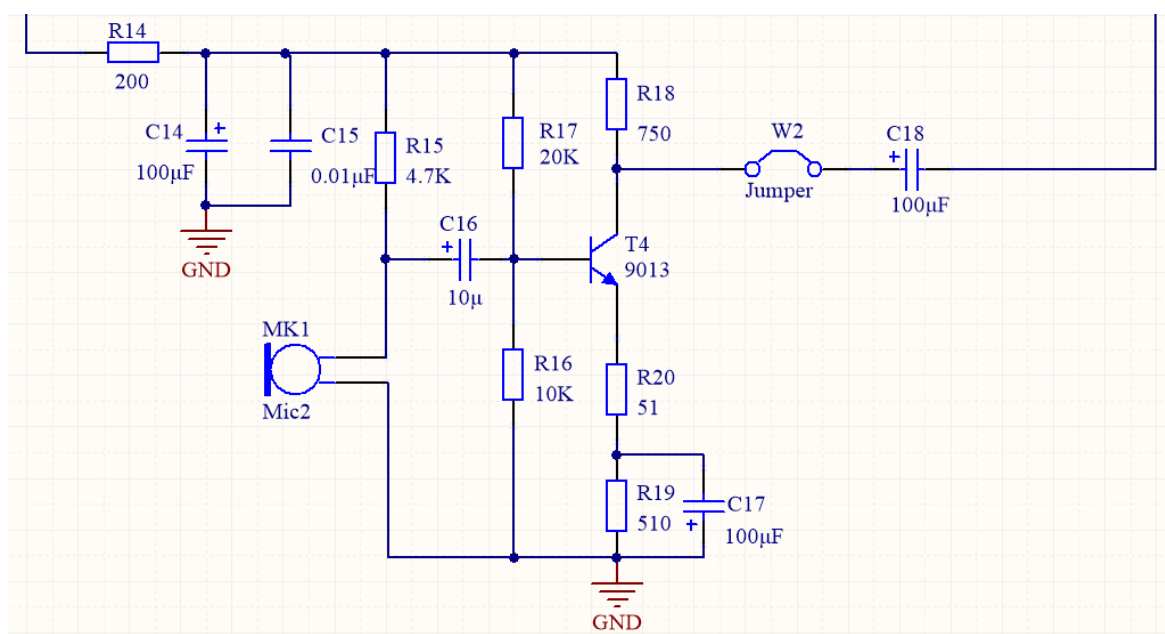 R14
200
C14
100μF
C15
0.01μF
R15
4.7K
R17
20K
R18
750
W2
Jumper
C18
100μF
GND
C16
10μ
T4
9013
MK1
Mic2
R16
10K
R20
51
R19
510
C17
100μF
GND